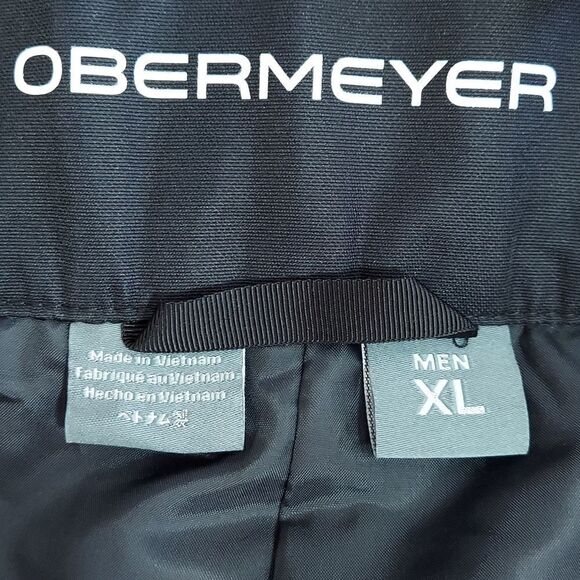 OBERMEYER
Made in Vietnam
Fabriqué au Vietnam
Hecho en Vietnam
ベトナム製
MEN
XL